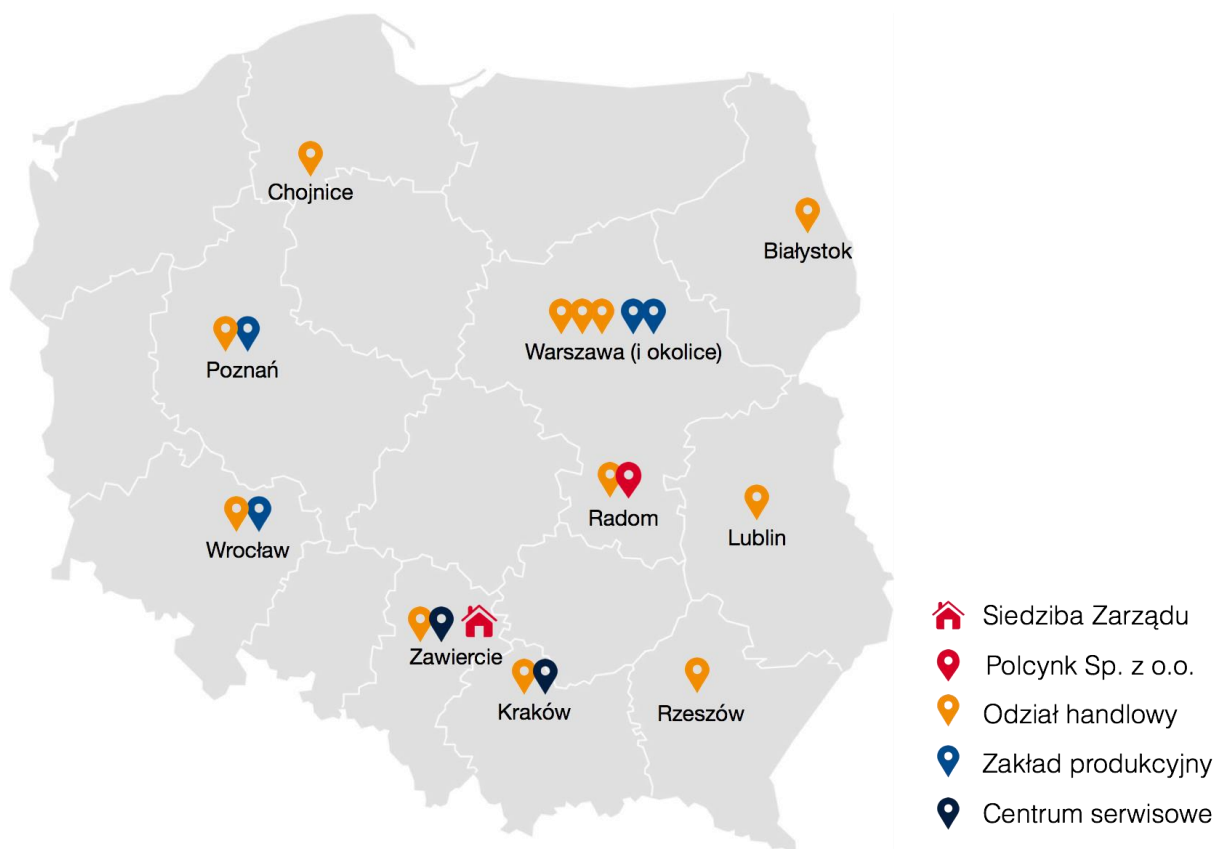 Chojnice
Białystok
Warszawa (i okolice)
Poznań
Radom
Lublin
Wrocław
Zawiercie
Kraków
Rzeszów
Siedziba Zarządu
Polcynk Sp. z o.o.
Odział handlowy
Zakład produkcyjny
Centrum serwisowe